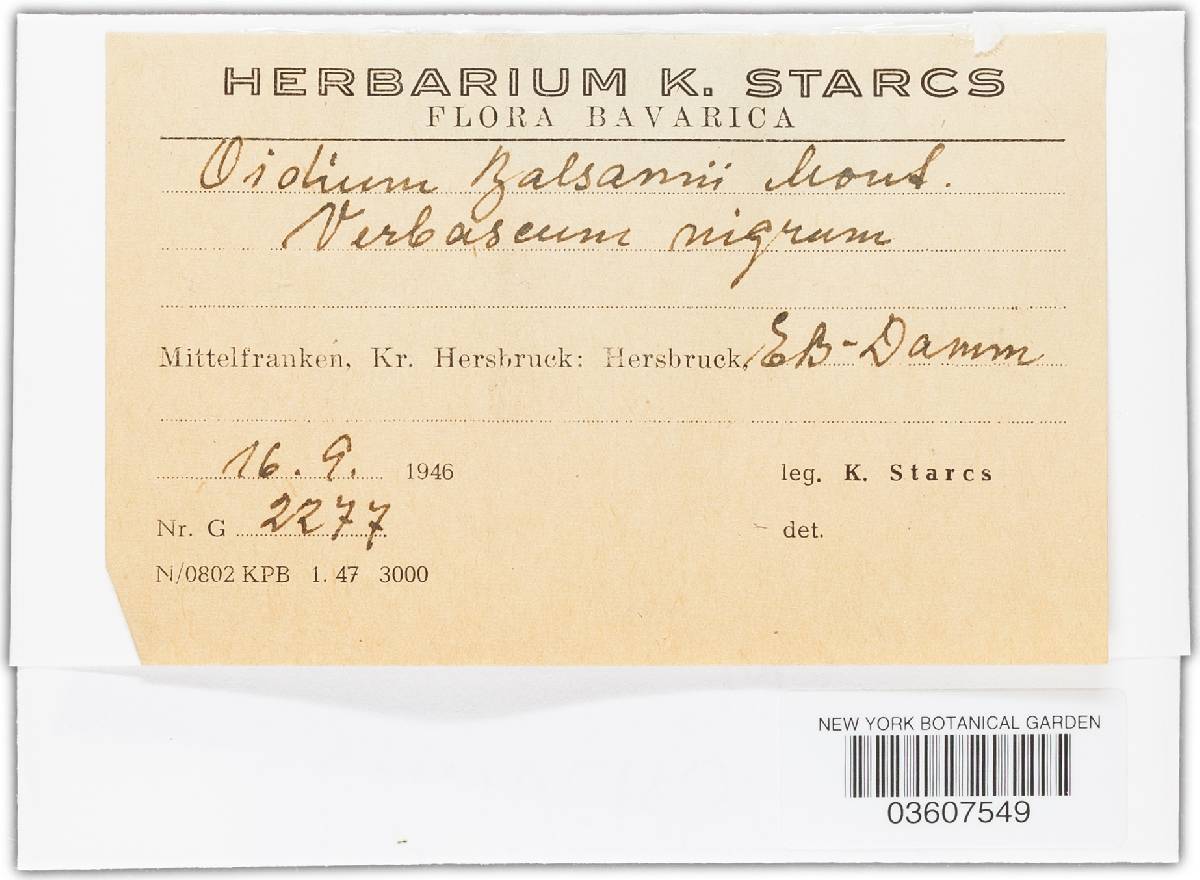 HERBARIUM K. STARCS
FLORA BAVARICA
Oidium Balsamii Mont.
Verbascum nigrum
Mittelfranken, Kr. Hersbruck: Hersbruck, EB-Damm
16. 9. 1946
leg. K. Starcs
Nr. G 2277
det.
N/0802 KPB 1. 47 3000
NEW YORK BOTANICAL GARDEN
03607549